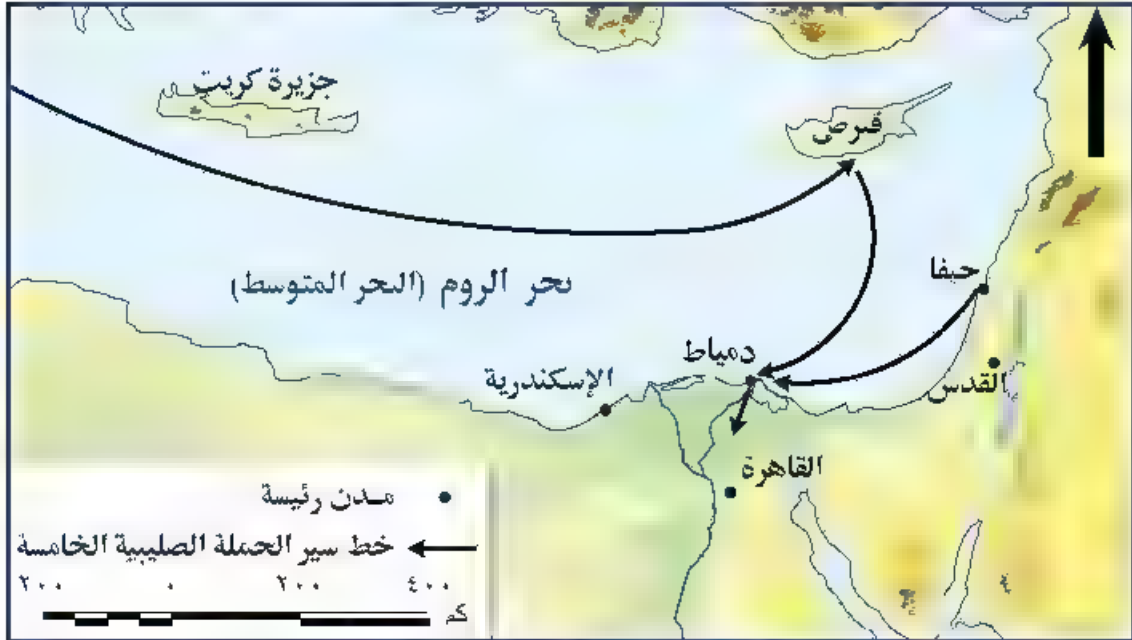 جزيرة كريت
قبرص
حيفا
بحر الروم (البحر المتوسط)
دمياط
الإسكندرية
القدس
القاهرة
مـدن رئيسة
خط سير الحملة الصليبية الخامسة
٢٠٠ ٠ ٢٠٠ ٤٠٠
كم